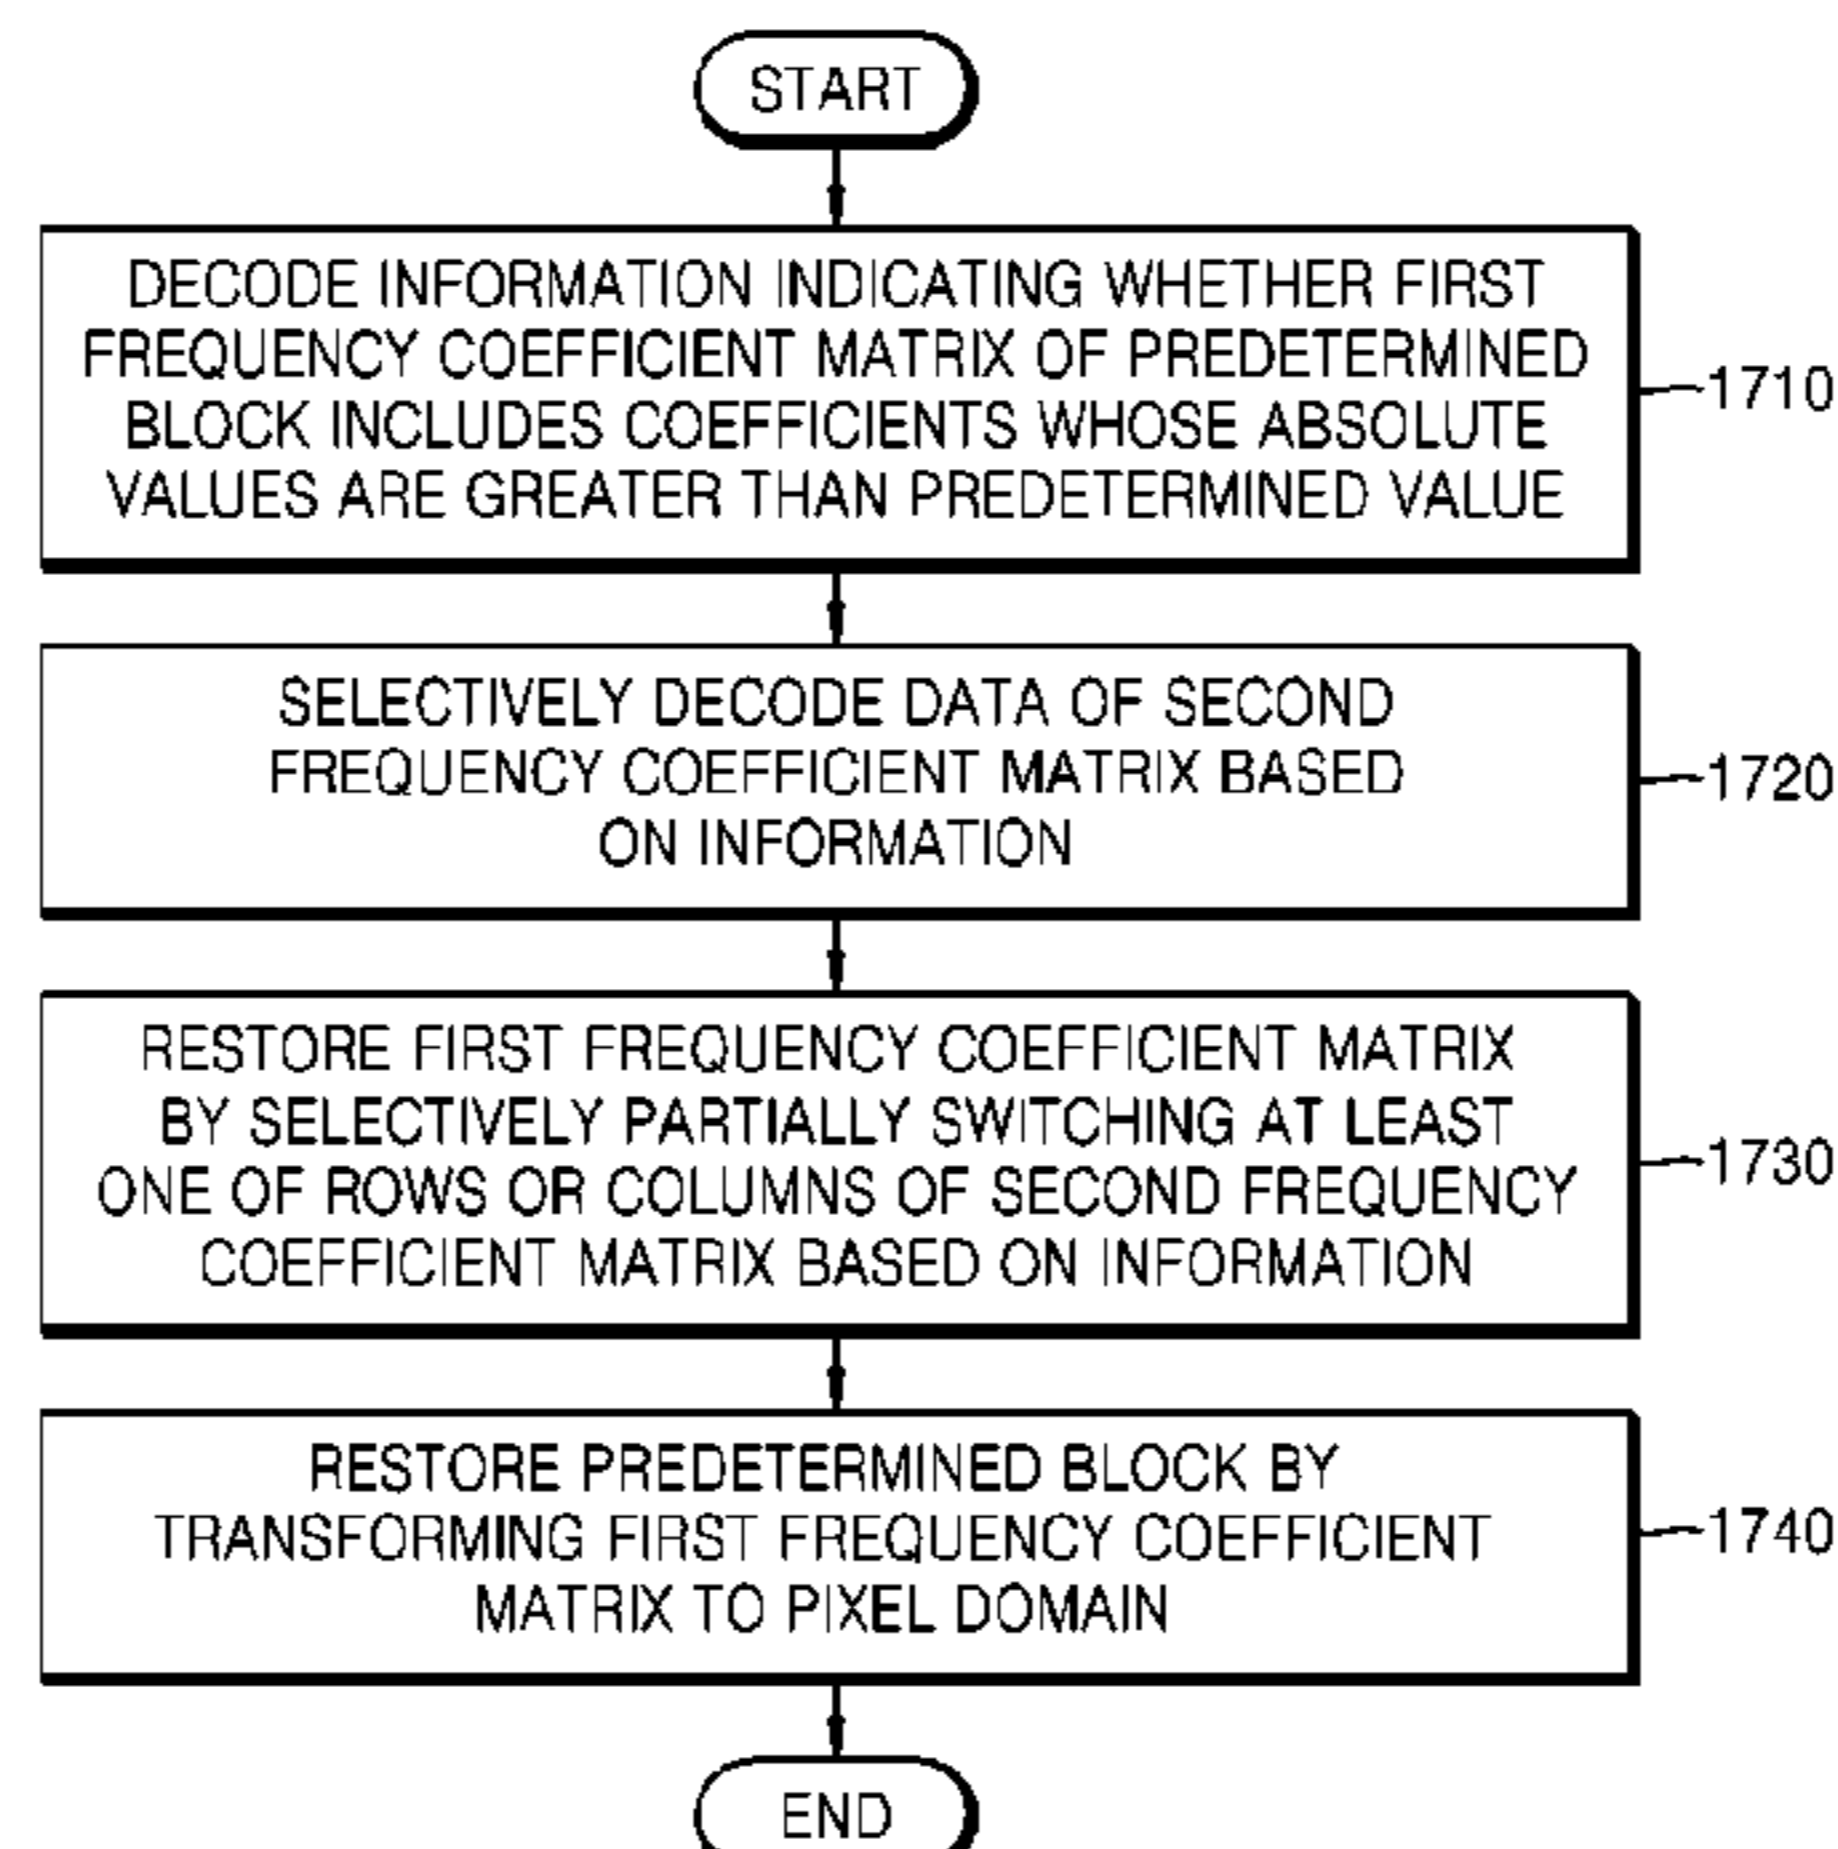 START
DECODE INFORMATION INDICATING WHETHER FIRST
FREQUENCY COEFFICIENT MATRIX OF PREDETERMINED
BLOCK INCLUDES COEFFICIENTS WHOSE ABSOLUTE
VALUES ARE GREATER THAN PREDETERMINED VALUE
1710
SELECTIVELY DECODE DATA OF SECOND
FREQUENCY COEFFICIENT MATRIX BASED
ON INFORMATION
1720
RESTORE FIRST FREQUENCY COEFFICIENT MATRIX
BY SELECTIVELY PARTIALLY SWITCHING AT LEAST
ONE OF ROWS OR COLUMNS OF SECOND FREQUENCY
COEFFICIENT MATRIX BASED ON INFORMATION
1730
RESTORE PREDETERMINED BLOCK BY
TRANSFORMING FIRST FREQUENCY COEFFICIENT
MATRIX TO PIXEL DOMAIN
1740
END